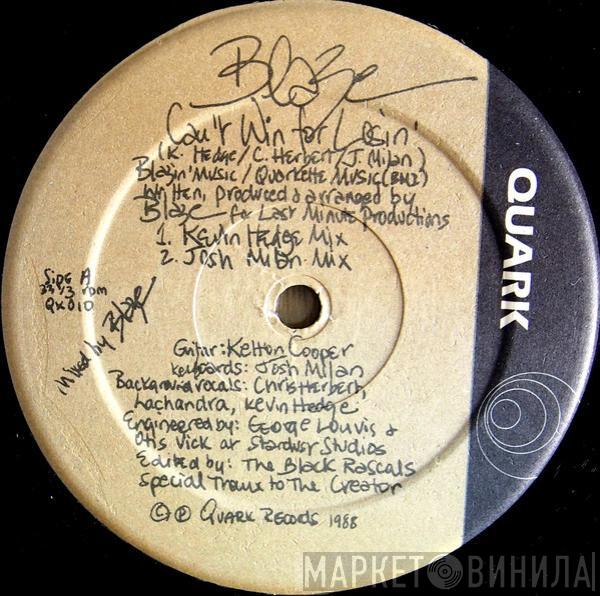 Blaze
Can't Win for Losin'
(K. Hedge/C. Herbert/J. Milan)
Blazin' Music/Quarkette Music (BMI)
Written, produced & arranged by
Blaze for Last Minute Productions
1. Kevin Hedge Mix
2. Josh Milan Mix
Side A
33 1/3 rpm
QK 010
mixed by Blaze
Guitar: Kelton Cooper
Keyboards: Josh Milan
Background vocals: Chris Herbert,
Lachandra, Kevin Hedge
Engineered by: George Louvis &
Otis Vick at Stardust Studios
Edited by: The Black Rascals
Special Thanx to The Creator
© ℗ Quark Records 1988
QUARK
МАРКЕТ ВИНИЛА